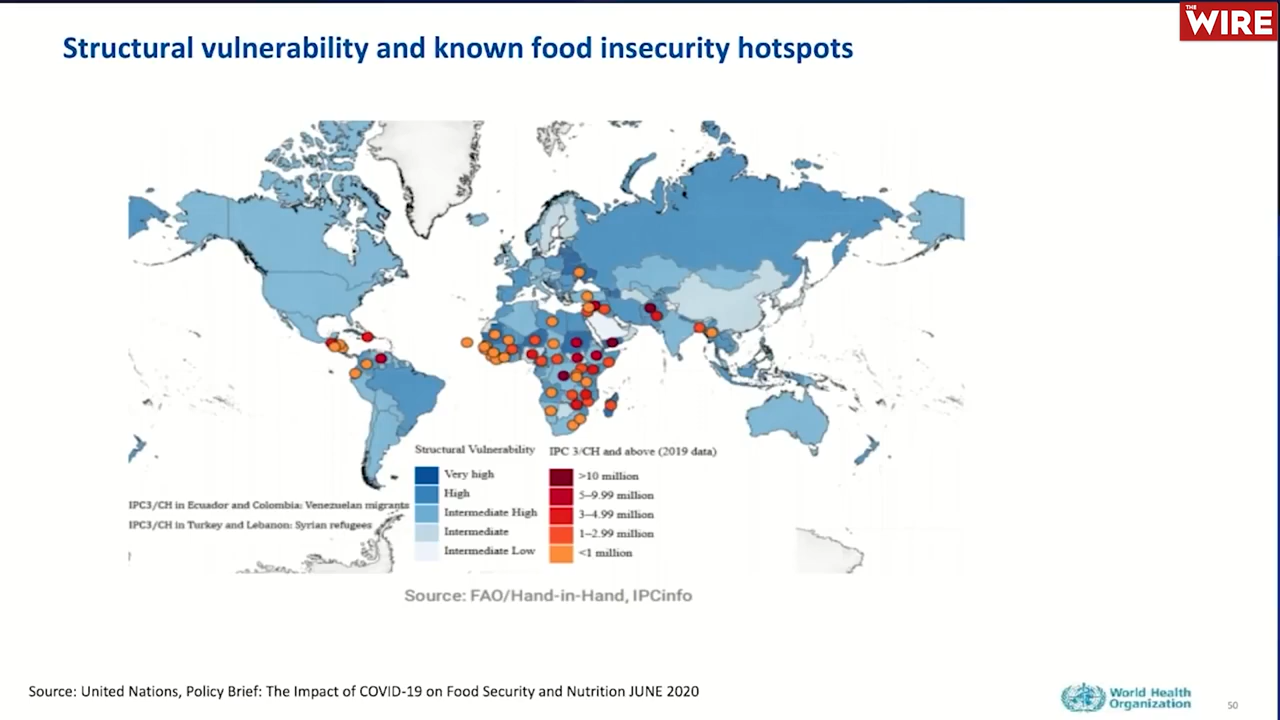 THE
WIRE
Structural vulnerability and known food insecurity hotspots
Structural Vulnerability
Very high
High
Intermediate High
Intermediate
Intermediate Low
IPC 3/CH and above (2019 data)
>10 million
5–9.99 million
3–4.99 million
1–2.99 million
<1 million
IPC3/CH in Ecuador and Colombia: Venezuelan migrants
IPC3/CH in Turkey and Lebanon: Syrian refugees
Source: FAO/Hand-in-Hand, IPCinfo
Source: United Nations, Policy Brief: The Impact of COVID-19 on Food Security and Nutrition JUNE 2020
World Health
Organization
50